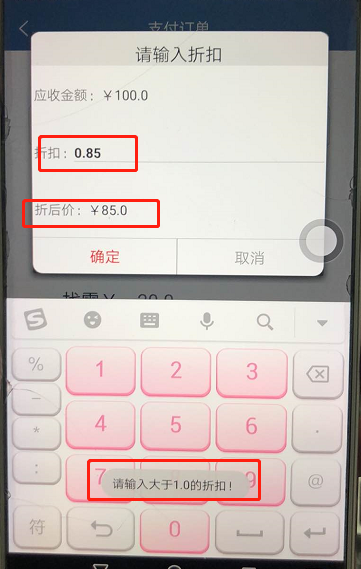 支付订单
请输入折扣
应收金额：￥100.0
折扣：0.85
折后价：￥85.0
确定 取消
% 1 2 3
-
* 4 5 6 .
: 7 9 @
请输入大于1.0的折扣！
符 0